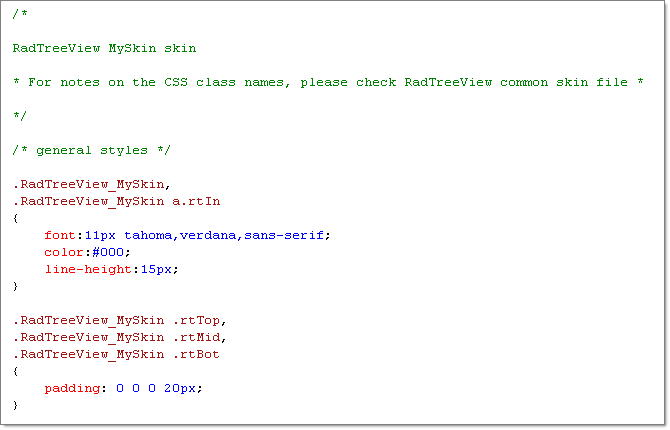 /*
RadTreeView MySkin skin
* For notes on the CSS class names, please check RadTreeView common skin file *
*/
/* general styles */
.RadTreeView_MySkin,
.RadTreeView_MySkin a.rtIn
{
font:11px tahoma,verdana,sans-serif;
color:#000;
line-height:15px;
}
.RadTreeView_MySkin .rtTop,
.RadTreeView_MySkin .rtMid,
.RadTreeView_MySkin .rtBot
{
padding: 0 0 0 20px;
}